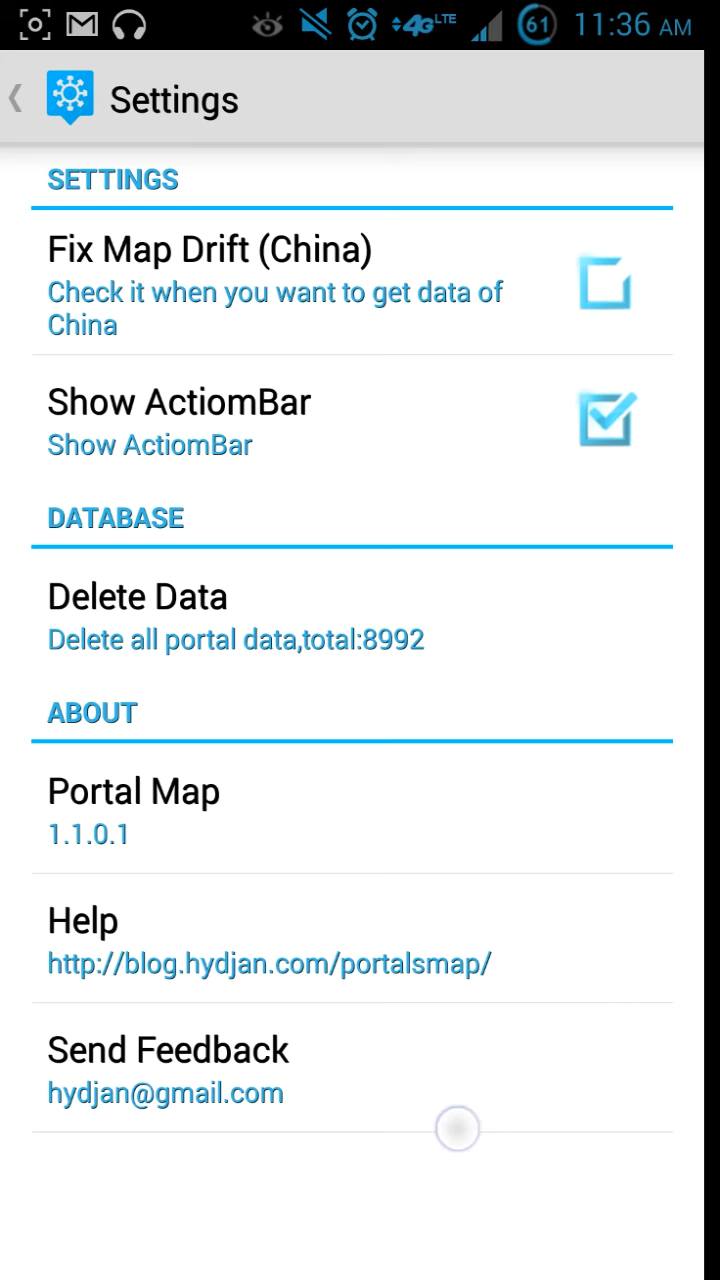 4G LTE 61 11:36 AM
Settings
SETTINGS
Fix Map Drift (China)
Check it when you want to get data of
China
Show ActiomBar
Show ActiomBar
DATABASE
Delete Data
Delete all portal data,total:8992
ABOUT
Portal Map
1.1.0.1
Help
http://blog.hydjan.com/portalsmap/
Send Feedback
hydjan@gmail.com